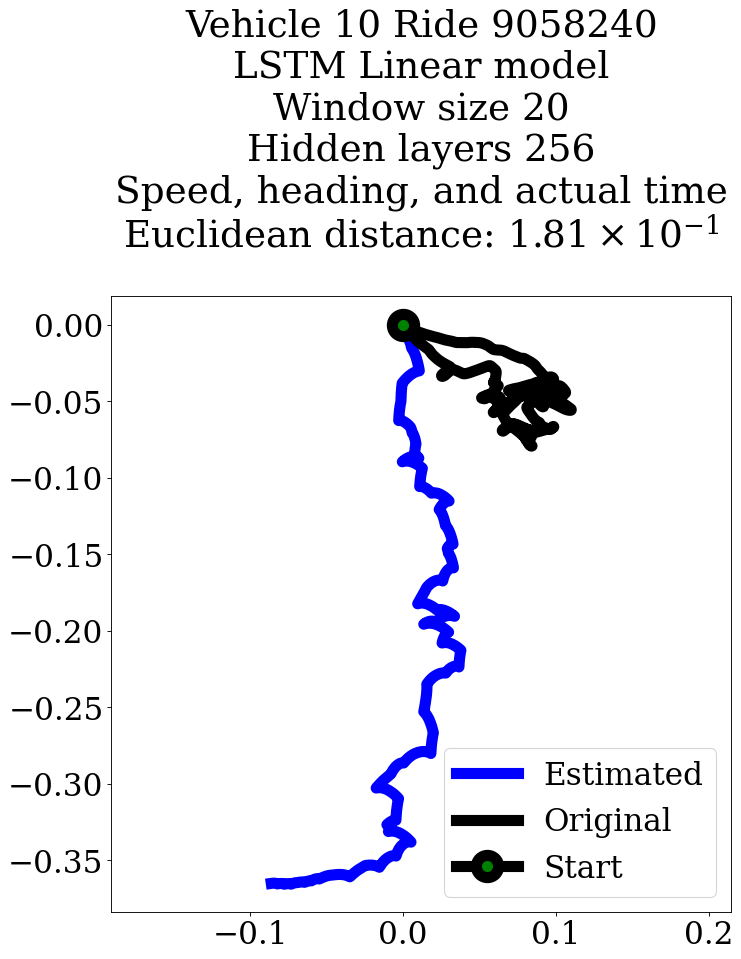 Vehicle 10 Ride 9058240
LSTM Linear model
Window size 20
Hidden layers 256
Speed, heading, and actual time
Euclidean distance: 1.81 × 10⁻¹
0.00
−0.05
−0.10
−0.15
−0.20
−0.25
−0.30
−0.35
Estimated
Original
Start
−0.1 0.0 0.1 0.2